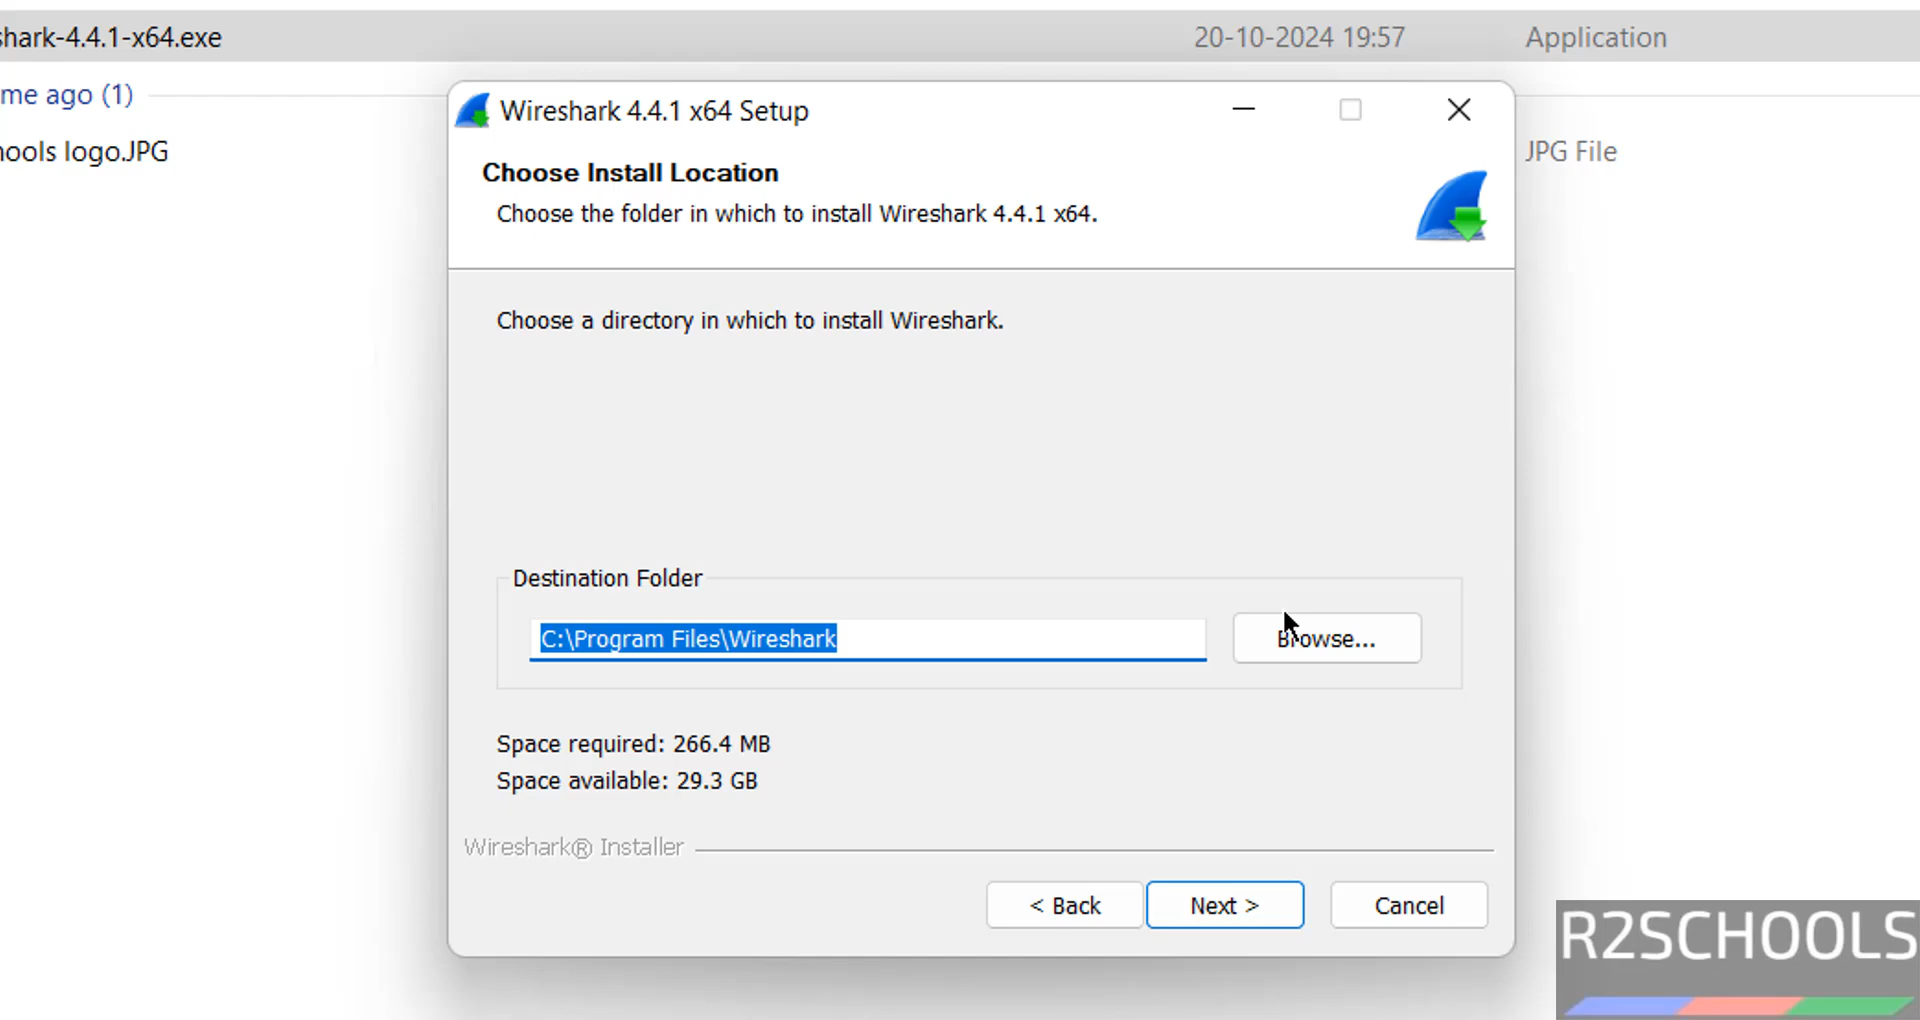 shark-4.4.1-x64.exe 20-10-2024 19:57 Application
me ago (1)
Wireshark 4.4.1 x64 Setup
hools logo.JPG JPG File
Choose Install Location
Choose the folder in which to install Wireshark 4.4.1 x64.
Choose a directory in which to install Wireshark.
Destination Folder
C:\Program Files\Wireshark Browse...
Space required: 266.4 MB
Space available: 29.3 GB
Wireshark® Installer
< Back Next > Cancel
R2SCHOOLS